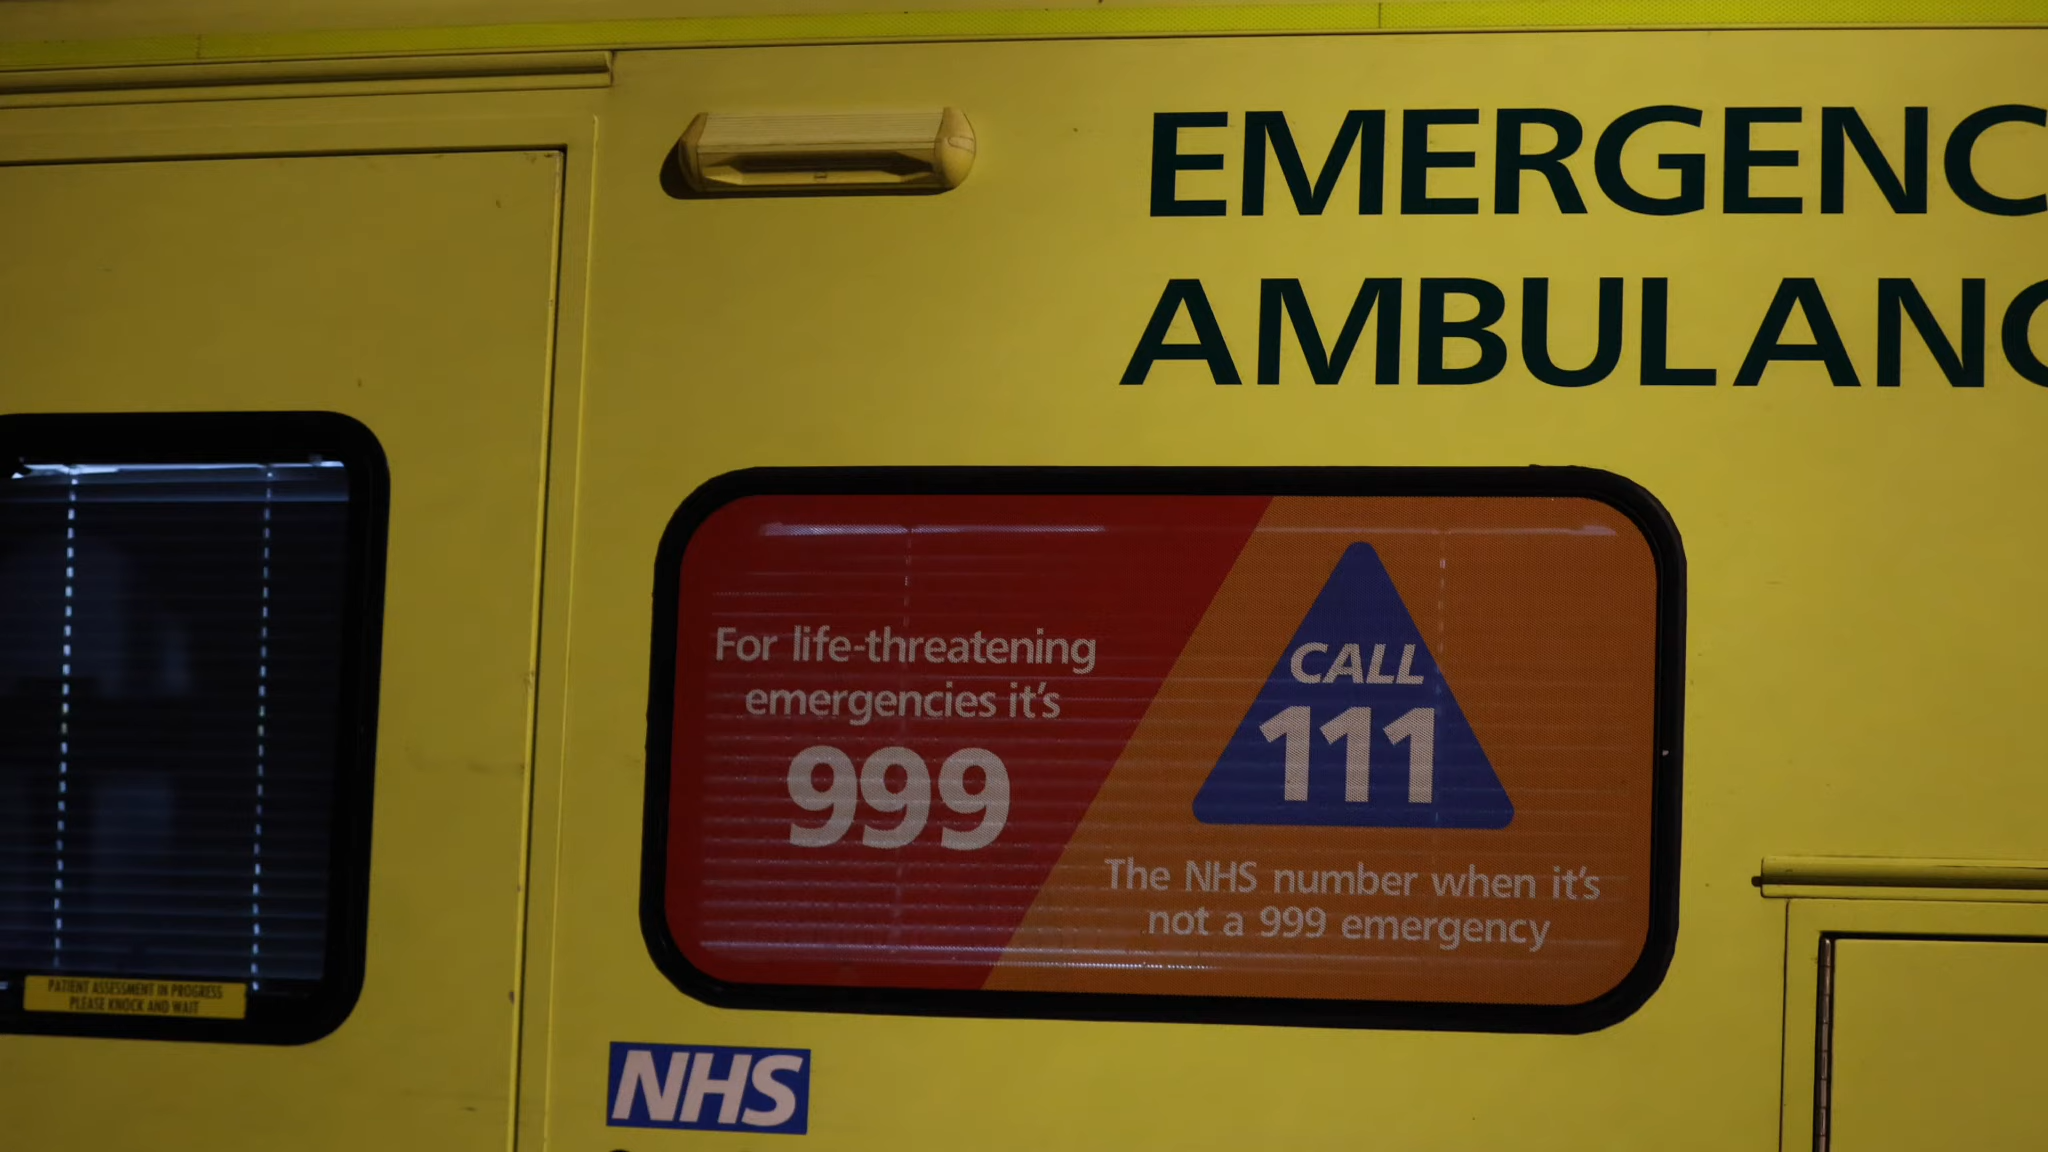 EMERGENC
AMBULANC
For life-threatening
emergencies it's
999
CALL
111
The NHS number when it's
not a 999 emergency
PATIENT ASSESSMENT IN PROGRESS
PLEASE KNOCK AND WAIT
NHS